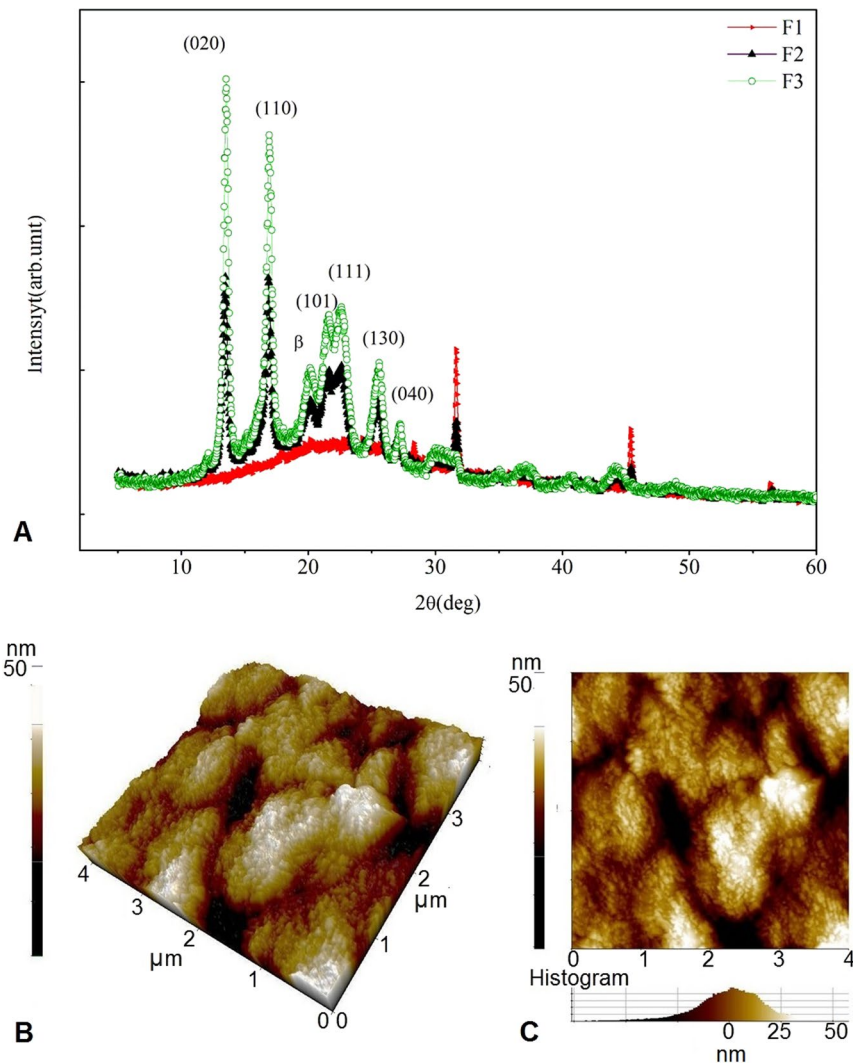 F1
F2
F3
(020)
(110)
(111)
(101)
β
(130)
(040)
Intensıyt(arb.unıt)
A
10
20
30
40
50
60
2θ(deg)
nm
50
4
3
2
1
0
µm
0
1
2
3
µm
B
nm
50
0
1
2
3
4
Histogram
0
25
50
nm
C